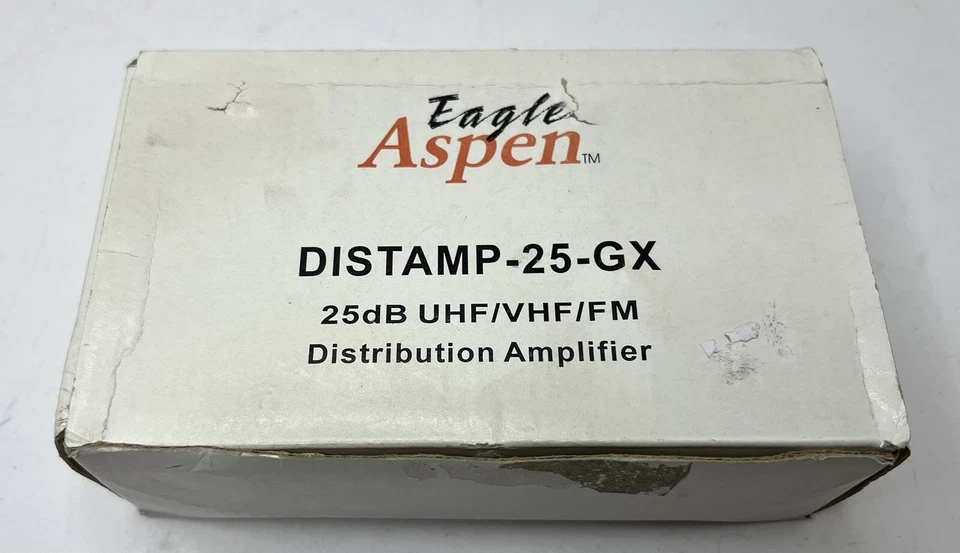 Eagle
Aspen™
DISTAMP-25-GX
25dB UHF/VHF/FM
Distribution Amplifier